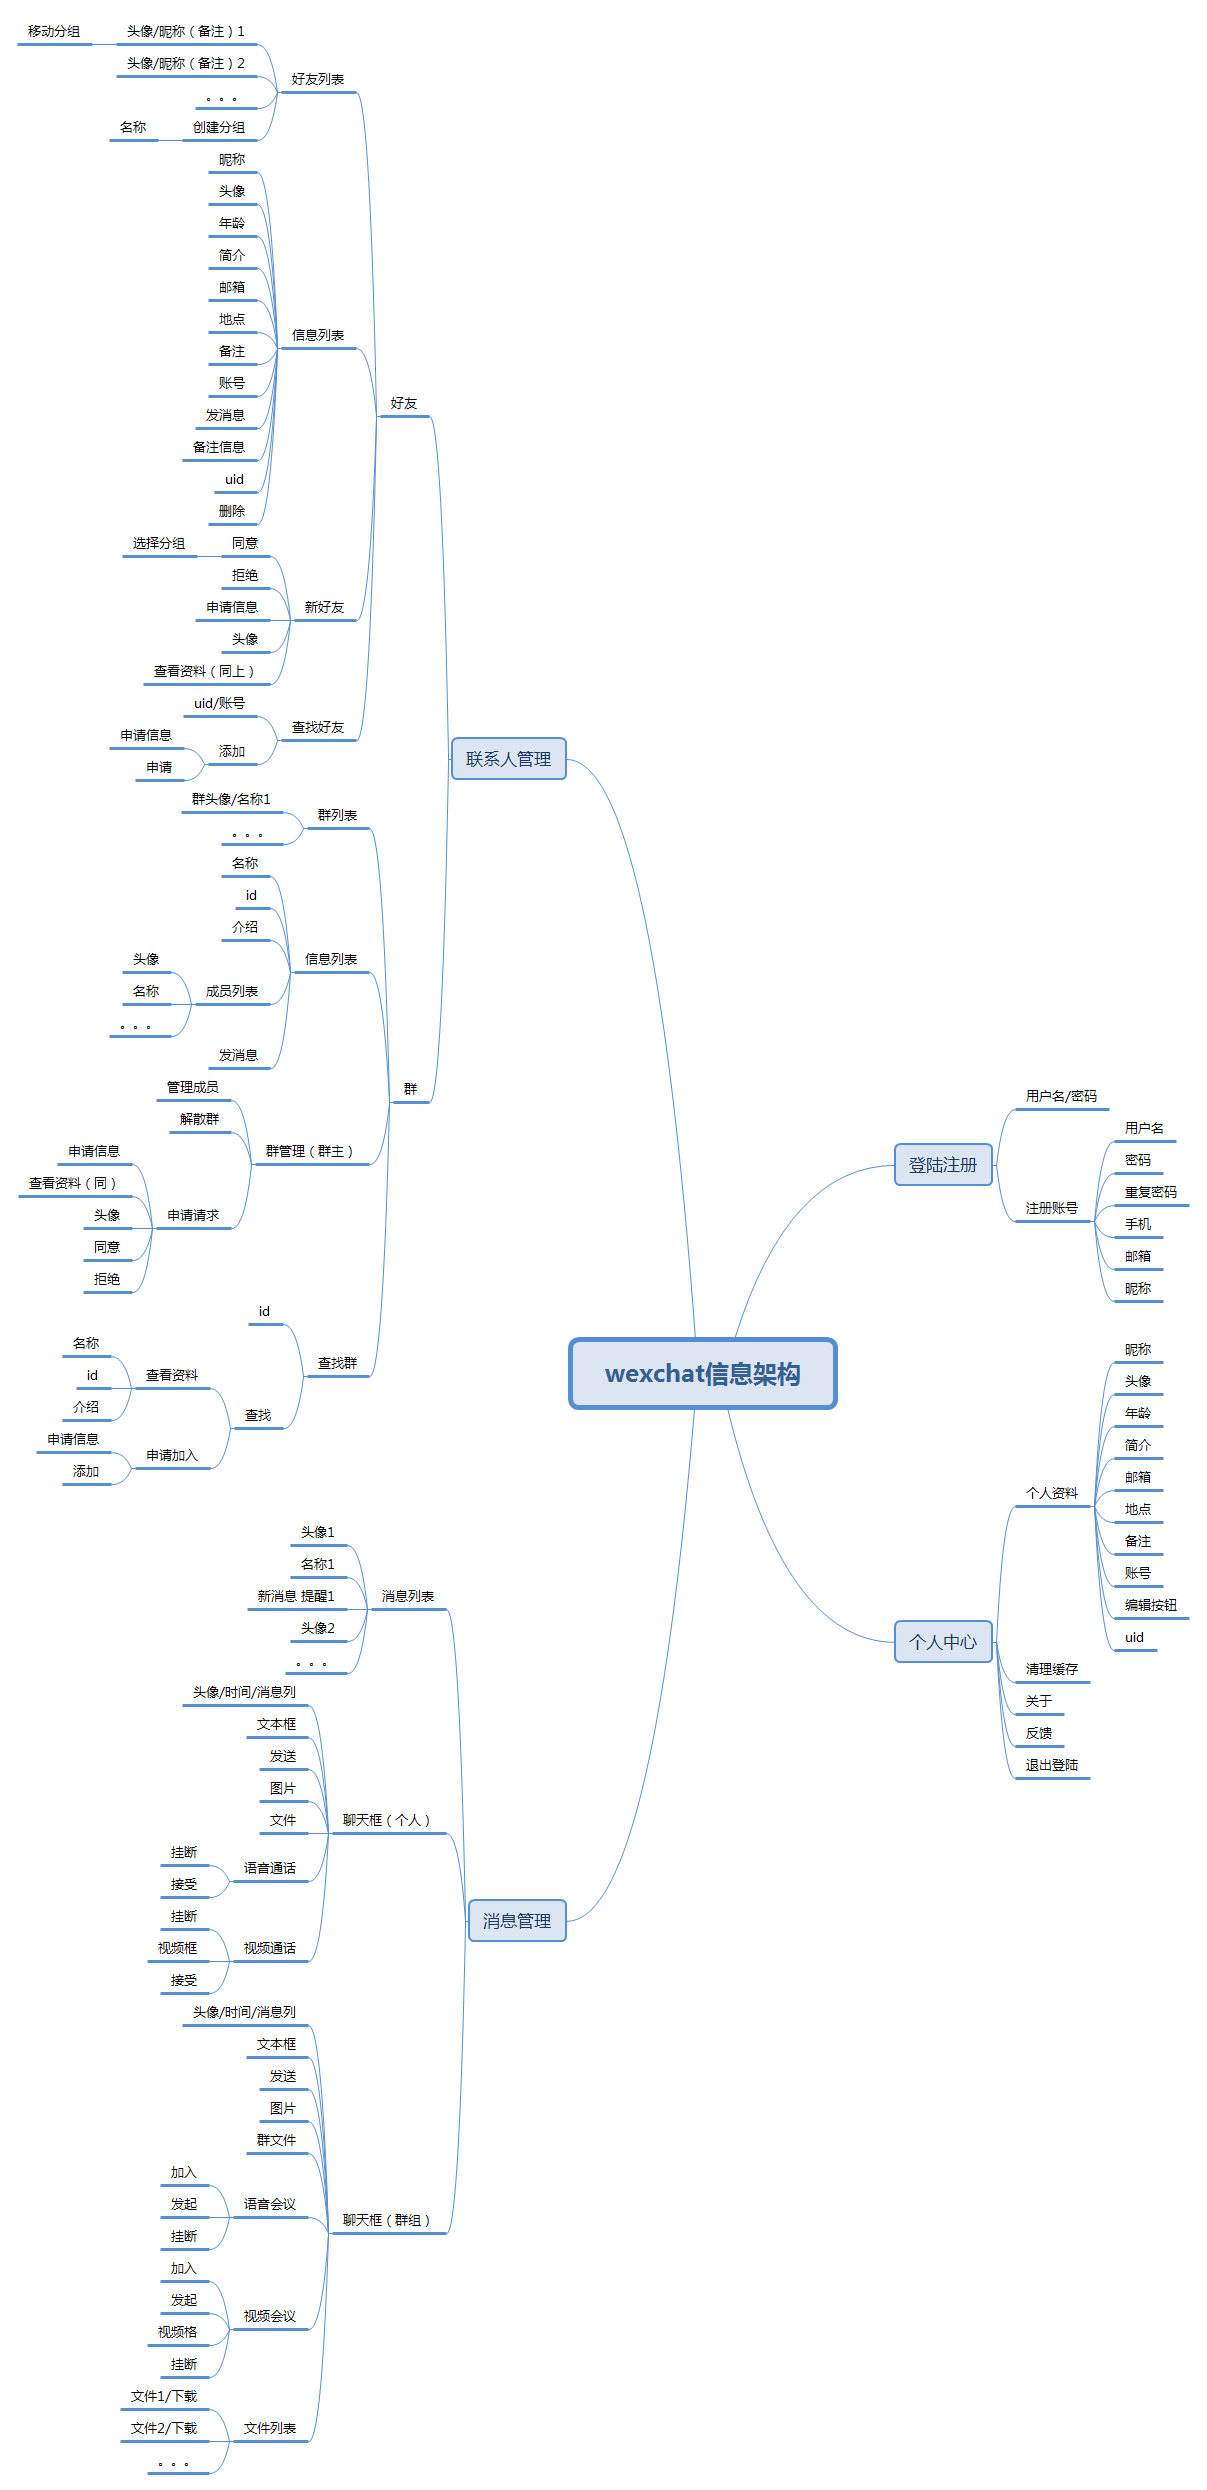 移动分组
头像/昵称（备注）1
头像/昵称（备注）2
。。。
名称
创建分组
好友列表
昵称
头像
年龄
简介
邮箱
地点
备注
账号
发消息
备注信息
uid
删除
信息列表
好友
选择分组
同意
拒绝
申请信息
头像
查看资料（同上）
新好友
uid/账号
申请信息
申请
添加
查找好友
联系人管理
群头像/名称1
。。。
群列表
名称
id
介绍
头像
名称
。。。
成员列表
发消息
信息列表
群
管理成员
解散群
申请信息
查看资料（同）
头像
同意
拒绝
申请请求
群管理（群主）
id
名称
id
介绍
查看资料
申请信息
添加
申请加入
查找
查找群
登陆注册
用户名/密码
注册账号
用户名
密码
重复密码
手机
邮箱
昵称
wexchat信息架构
个人中心
个人资料
昵称
头像
年龄
简介
邮箱
地点
备注
账号
编辑按钮
uid
清理缓存
关于
反馈
退出登陆
头像1
名称1
新消息 提醒1
头像2
。。。
消息列表
头像/时间/消息列
文本框
发送
图片
文件
挂断
接受
语音通话
挂断
视频框
接受
视频通话
聊天框（个人）
消息管理
头像/时间/消息列
文本框
发送
图片
群文件
加入
发起
挂断
语音会议
加入
发起
视频格
挂断
视频会议
文件1/下载
文件2/下载
。。。
文件列表
聊天框（群组）